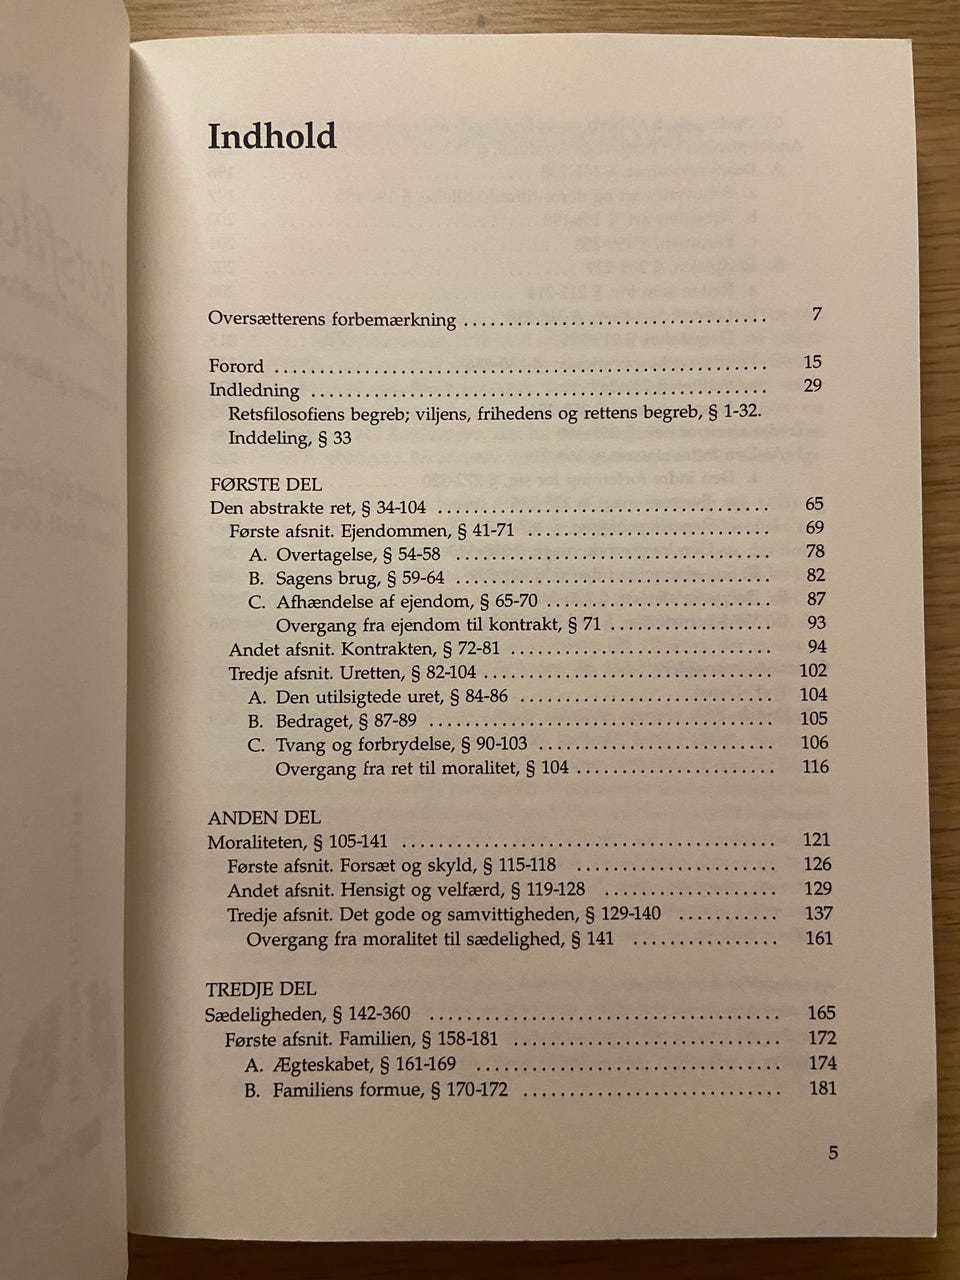 Indhold
Oversætterens forbemærkning ................................. 7
Forord ....................................................... 15
Indledning .................................................. 29
Retsfilosofiens begreb; viljens, frihedens og rettens begreb, § 1-32.
Inddeling, § 33
FØRSTE DEL
Den abstrakte ret, § 34-104 ..................................... 65
Første afsnit. Ejendommen, § 41-71 ........................... 69
A. Overtagelse, § 54-58 ................................... 78
B. Sagens brug, § 59-64 ................................... 82
C. Afhændelse af ejendom, § 65-70 ......................... 87
Overgang fra ejendom til kontrakt, § 71 .................. 93
Andet afsnit. Kontrakten, § 72-81 ............................. 94
Tredje afsnit. Uretten, § 82-104 ................................ 102
A. Den utilsigtede uret, § 84-86 ............................ 104
B. Bedraget, § 87-89 ....................................... 105
C. Tvang og forbrydelse, § 90-103 .......................... 106
Overgang fra ret til moralitet, § 104 ...................... 116
ANDEN DEL
Moraliteten, § 105-141 .......................................... 121
Første afsnit. Forsæt og skyld, § 115-118 ...................... 126
Andet afsnit. Hensigt og velfærd, § 119-128 ................... 129
Tredje afsnit. Det gode og samvittigheden, § 129-140 ........... 137
Overgang fra moralitet til sædelighed, § 141 ................ 161
TREDJE DEL
Sædeligheden, § 142-360 ....................................... 165
Første afsnit. Familien, § 158-181 .............................. 172
A. Ægteskabet, § 161-169 .................................. 174
B. Familiens formue, § 170-172 ............................. 181
5